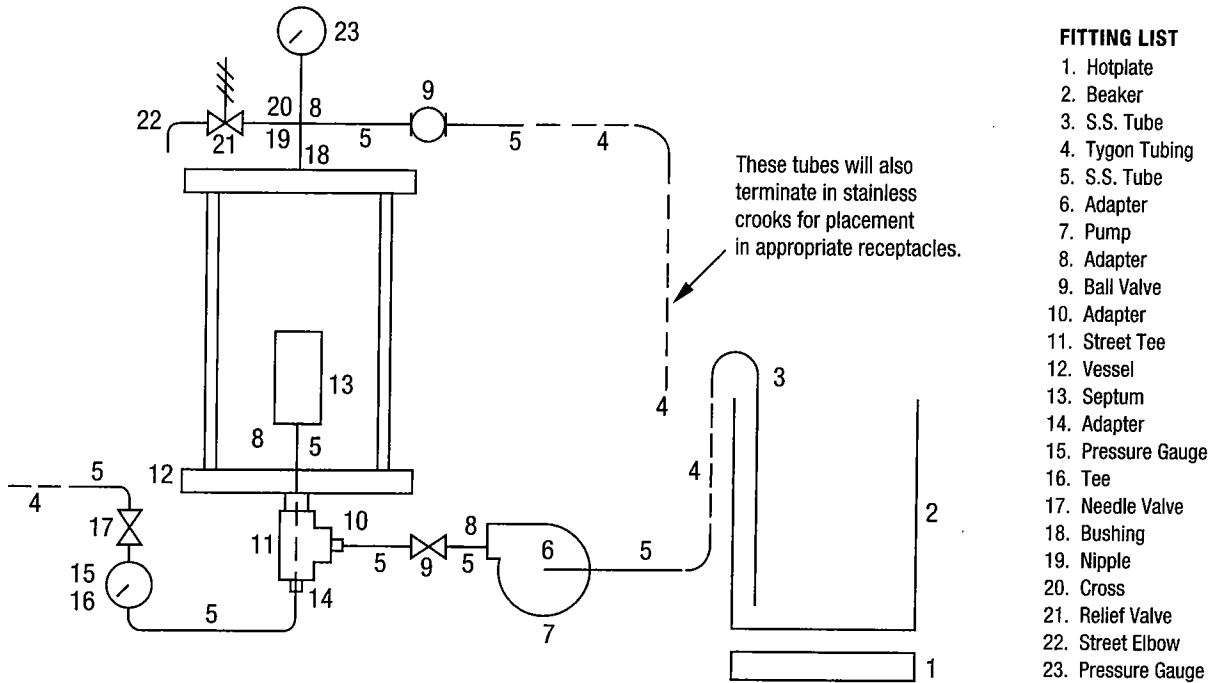 23
9
22
20
8
21
19
5
5
4
18
These tubes will also
terminate in stainless
crooks for placement
in appropriate receptacles.
13
3
4
8
5
12
5
4
4
17
10
8
2
11
6
5
5
9
5
15
16
14
5
7
1
FITTING LIST
1. Hotplate
2. Beaker
3. S.S. Tube
4. Tygon Tubing
5. S.S. Tube
6. Adapter
7. Pump
8. Adapter
9. Ball Valve
10. Adapter
11. Street Tee
12. Vessel
13. Septum
14. Adapter
15. Pressure Gauge
16. Tee
17. Needle Valve
18. Bushing
19. Nipple
20. Cross
21. Relief Valve
22. Street Elbow
23. Pressure Gauge